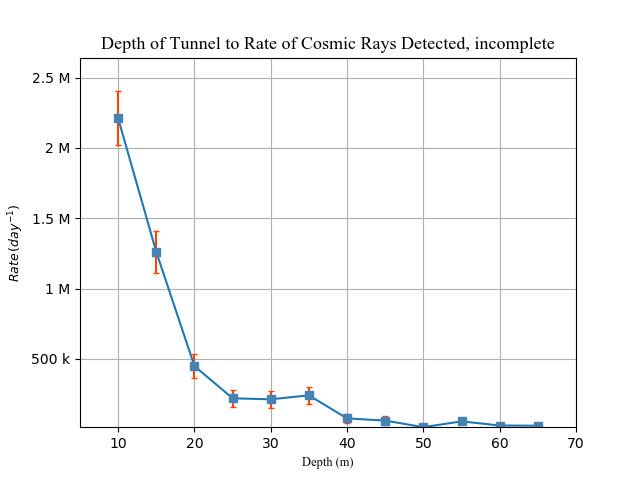 Depth of Tunnel to Rate of Cosmic Rays Detected, incomplete
2.5 M
2 M
1.5 M
1 M
500 k
Rate(day⁻¹)
10 20 30 40 50 60 70
Depth (m)